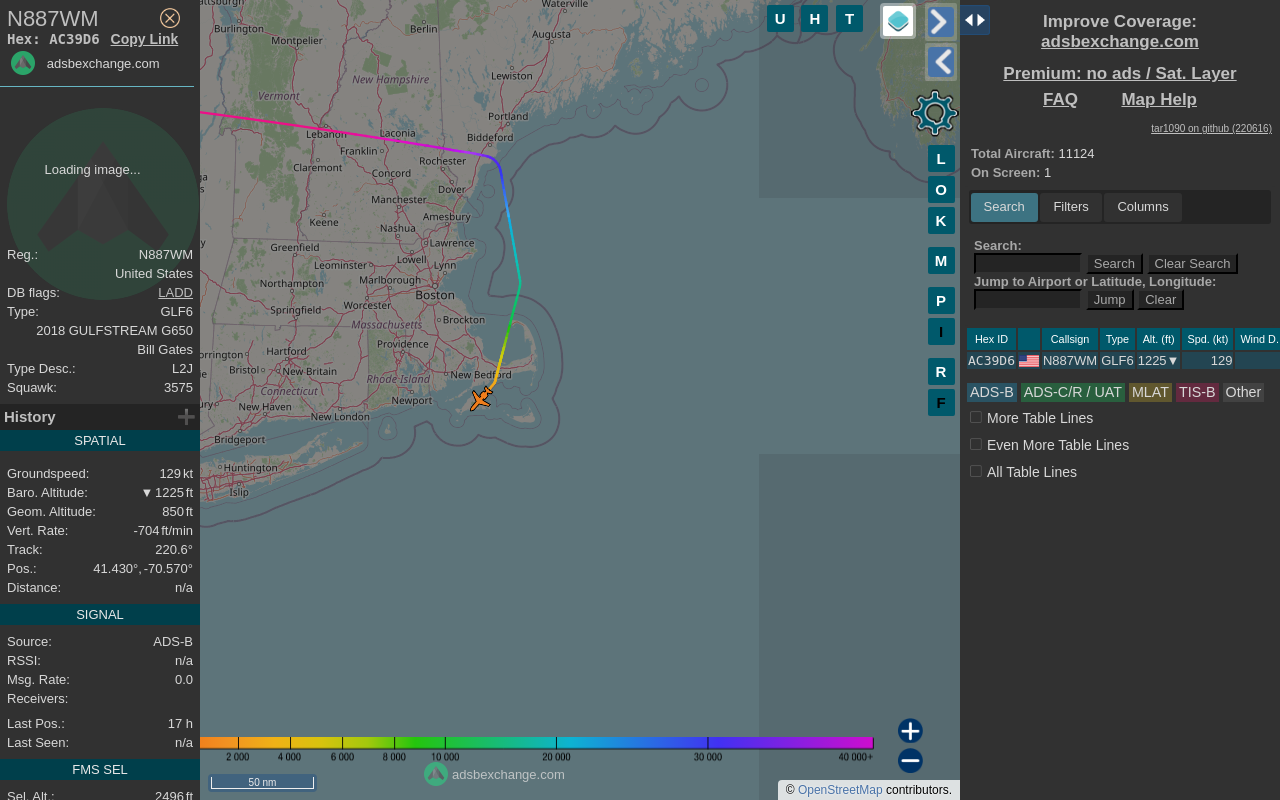 N887WM
Hex: AC39D6 Copy Link
adsbexchange.com
Loading image...
Reg.: N887WM
United States
DB flags: LADD
Type: GLF6
2018 GULFSTREAM G650
Bill Gates
Type Desc.: L2J
Squawk: 3575
History
SPATIAL
Groundspeed: 129 kt
Baro. Altitude: ▼ 1225 ft
Geom. Altitude: 850 ft
Vert. Rate: -704 ft/min
Track: 220.6°
Pos.: 41.430°, -70.570°
Distance: n/a
SIGNAL
Source: ADS-B
RSSI: n/a
Msg. Rate: 0.0
Receivers:
Last Pos.: 17 h
Last Seen: n/a
FMS SEL
Sel. Alt.: 2496 ft
Waterville
Burlington
Berlin
Augusta
Montpelier
Lewiston
New Hampshire
Vermont
Portland
Lebanon
Laconia
Biddeford
Franklin
Rochester
Claremont
Concord
Dover
Manchester
Amesbury
Keene
Nashua
Greenfield
Lawrence
Lowell
Leominster
Lynn
Northampton
Marlborough
Boston
Worcester
Springfield
Massachusetts
Brockton
Providence
Hartford
Bristol
New Britain
Rhode Island
New Bedford
Connecticut
Newport
New Haven
New London
Bridgeport
Huntington
Islip
U H T
L
O
K
M
P
I
R
F
2 000 4 000 6 000 8 000 10 000 20 000 30 000 40 000+
adsbexchange.com
50 nm
© OpenStreetMap contributors.
Improve Coverage:
adsbexchange.com
Premium: no ads / Sat. Layer
FAQ Map Help
tar1090 on github (220616)
Total Aircraft: 11124
On Screen: 1
Search Filters Columns
Search:
Search Clear Search
Jump to Airport or Latitude, Longitude:
Jump Clear
Hex ID Callsign Type Alt. (ft) Spd. (kt) Wind D.
AC39D6 N887WM GLF6 1225▼ 129
ADS-B ADS-C/R / UAT MLAT TIS-B Other
More Table Lines
Even More Table Lines
All Table Lines